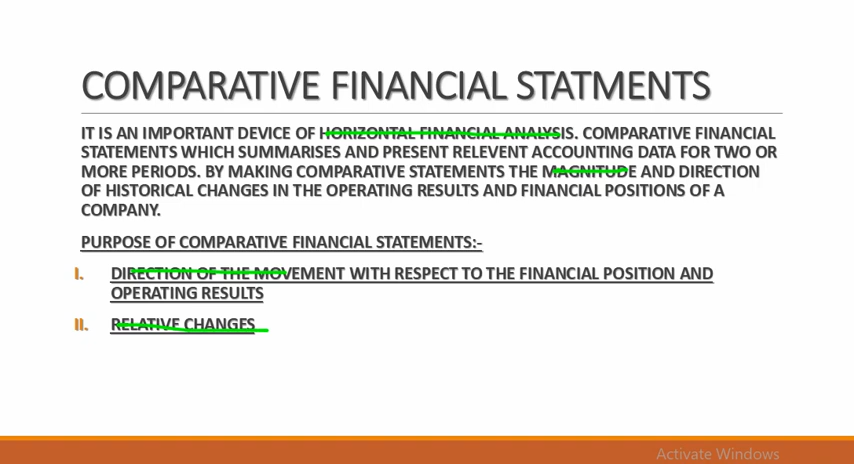 COMPARATIVE FINANCIAL STATMENTS
IT IS AN IMPORTANT DEVICE OF HORIZONTAL FINANCIAL ANALYSIS. COMPARATIVE FINANCIAL
STATEMENTS WHICH SUMMARISES AND PRESENT RELEVENT ACCOUNTING DATA FOR TWO OR
MORE PERIODS. BY MAKING COMPARATIVE STATEMENTS THE MAGNITUDE AND DIRECTION
OF HISTORICAL CHANGES IN THE OPERATING RESULTS AND FINANCIAL POSITIONS OF A
COMPANY.
PURPOSE OF COMPARATIVE FINANCIAL STATEMENTS:-
I. DIRECTION OF THE MOVEMENT WITH RESPECT TO THE FINANCIAL POSITION AND
OPERATING RESULTS
II. RELATIVE CHANGES
Activate Windows